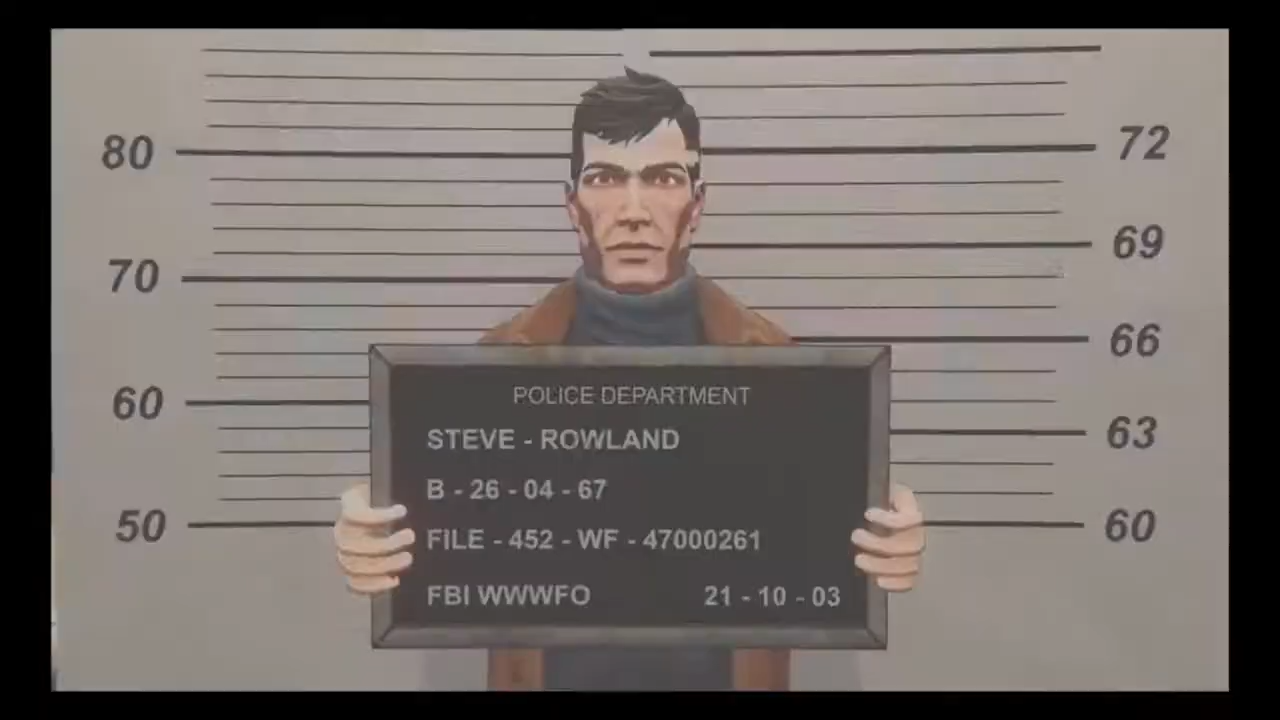 80
72
69
70
66
60
63
50
60
POLICE DEPARTMENT
STEVE - ROWLAND
B - 26 - 04 - 67
FILE - 452 - WF - 47000261
FBI WWWFO 21 - 10 - 03